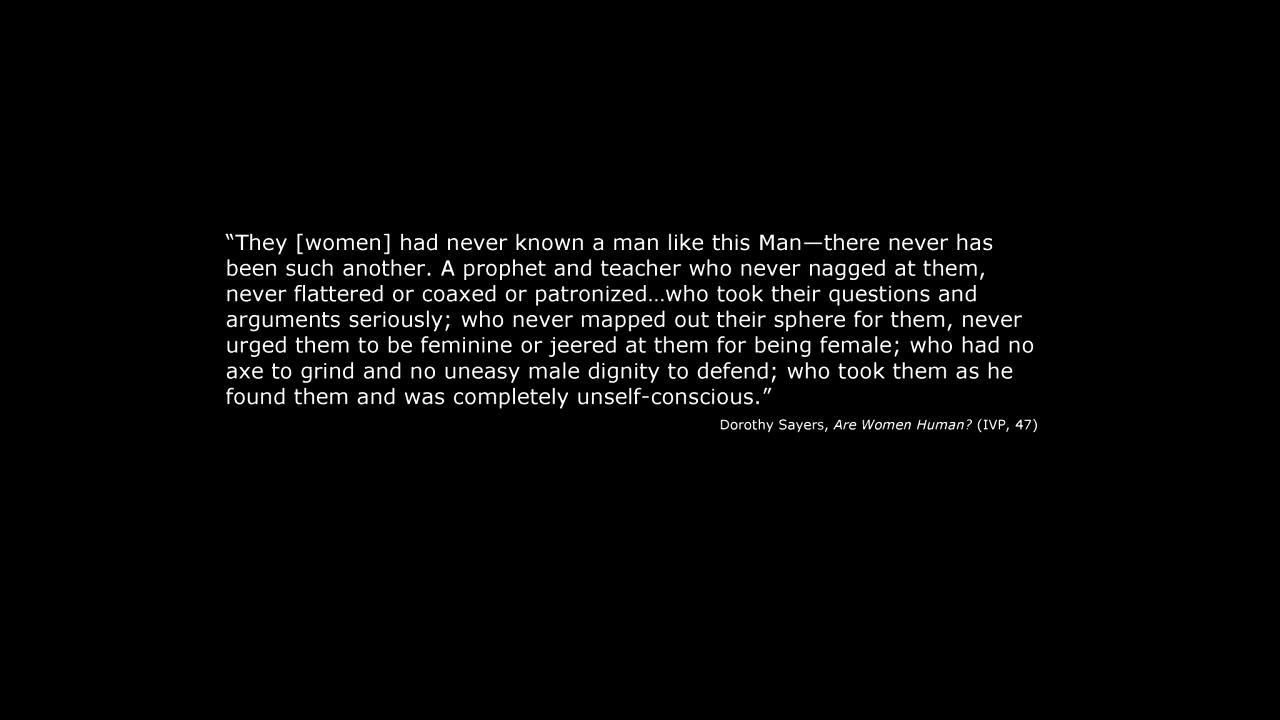 “They [women] had never known a man like this Man—there never has
been such another. A prophet and teacher who never nagged at them,
never flattered or coaxed or patronized…who took their questions and
arguments seriously; who never mapped out their sphere for them, never
urged them to be feminine or jeered at them for being female; who had no
axe to grind and no uneasy male dignity to defend; who took them as he
found them and was completely unself-conscious.”
Dorothy Sayers, Are Women Human? (IVP, 47)